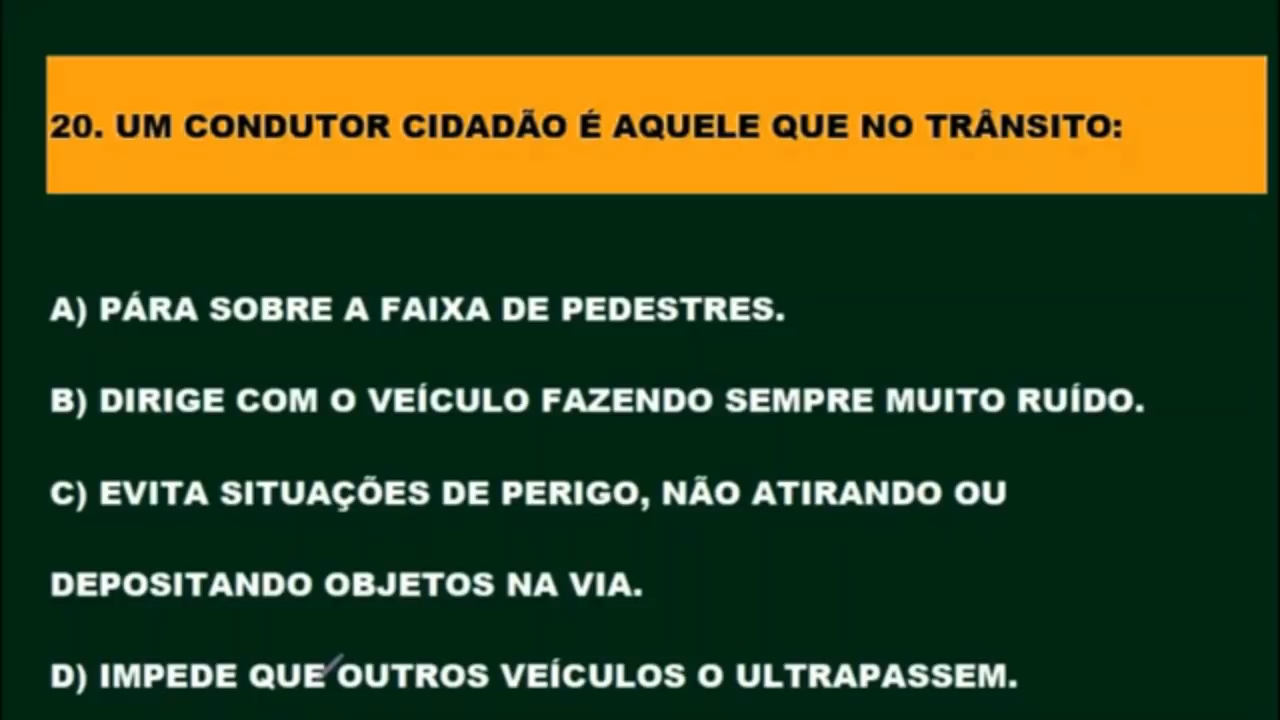 20. UM CONDUTOR CIDADÃO É AQUELE QUE NO TRÂNSITO:
A) PÁRA SOBRE A FAIXA DE PEDESTRES.
B) DIRIGE COM O VEÍCULO FAZENDO SEMPRE MUITO RUÍDO.
C) EVITA SITUAÇÕES DE PERIGO, NÃO ATIRANDO OU
DEPOSITANDO OBJETOS NA VIA.
D) IMPEDE QUE OUTROS VEÍCULOS O ULTRAPASSEM.